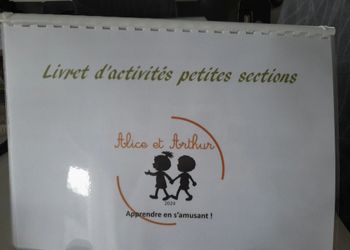 Livret d'activités petites sections
Alice et Arthur
2024
Apprendre en s'amusant !